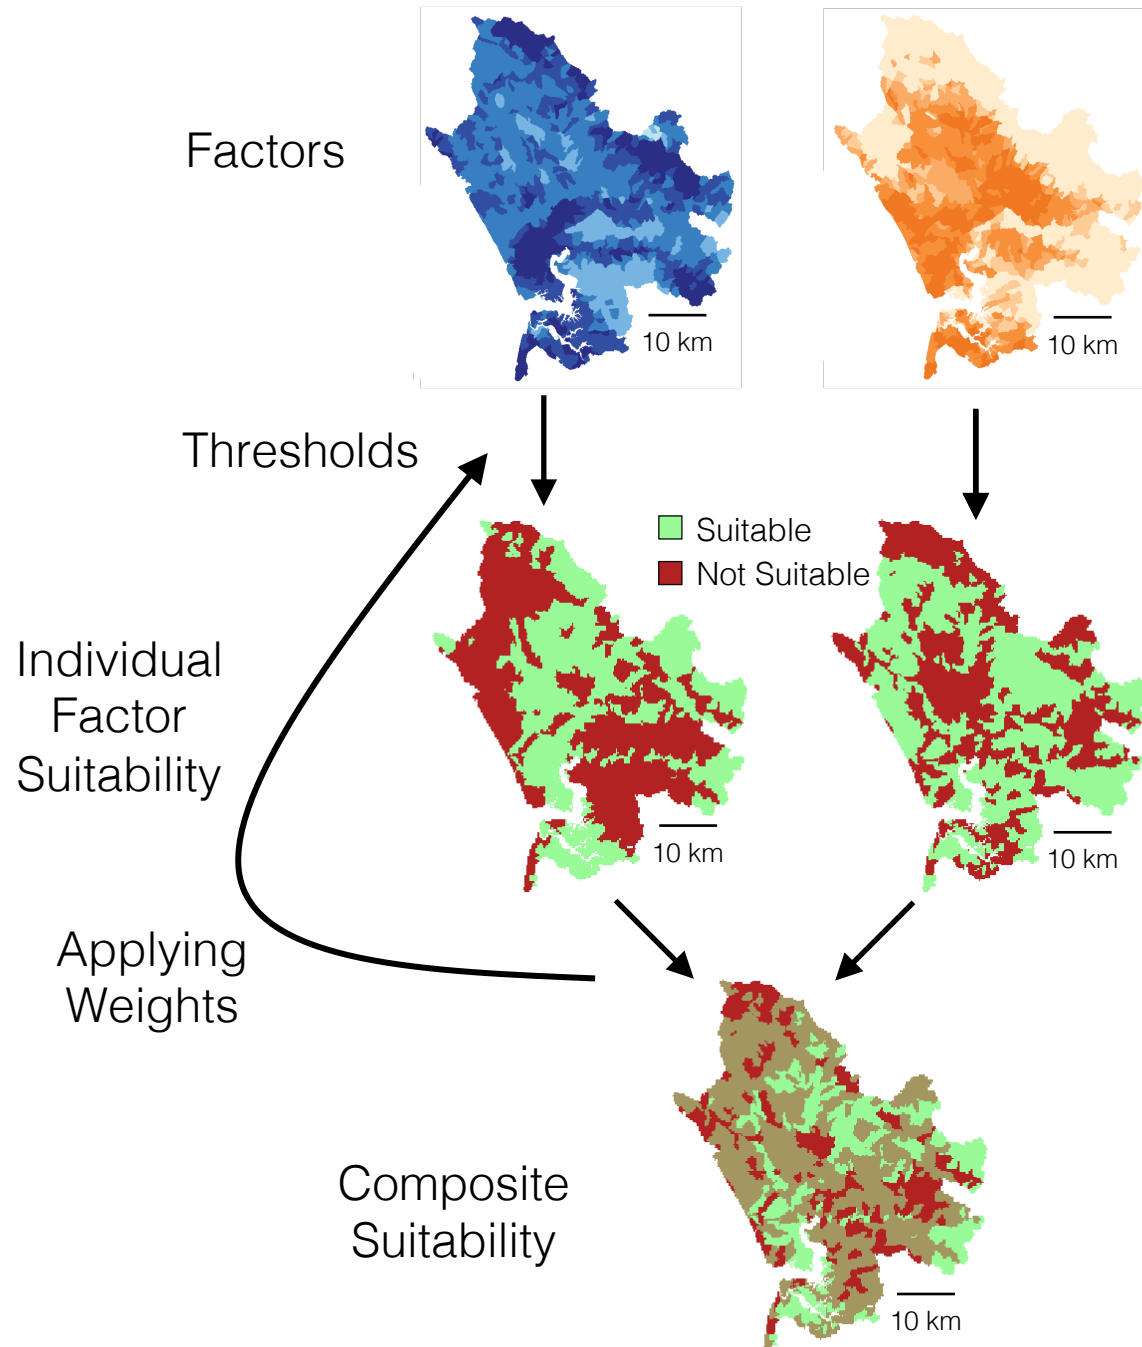 Factors
10 km
10 km
Thresholds
Suitable
Not Suitable
Individual
Factor
Suitability
10 km
10 km
Applying
Weights
Composite
Suitability
10 km